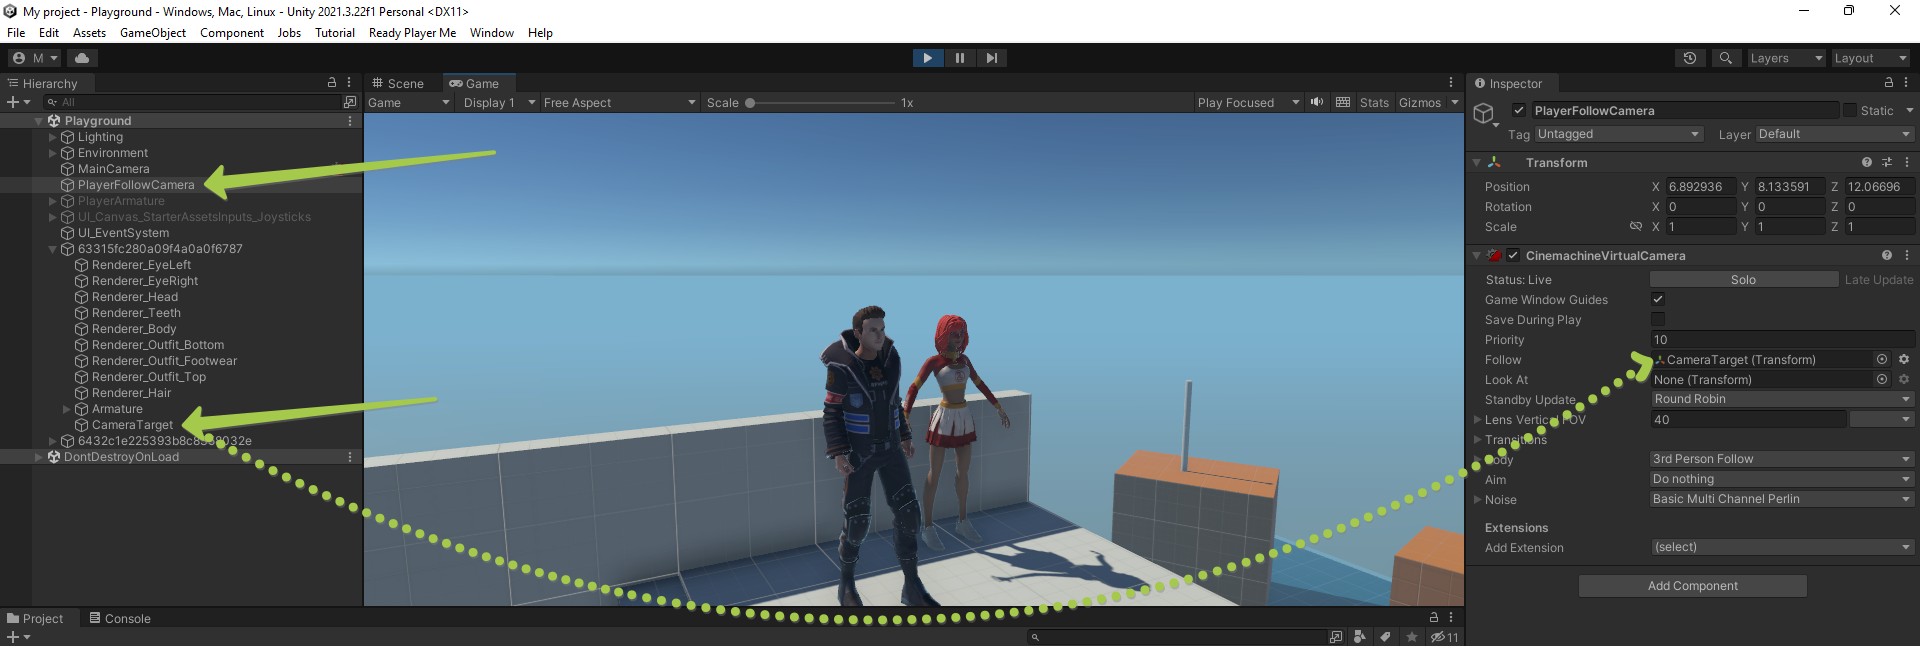 My project - Playground - Windows, Mac, Linux - Unity 2021.3.22f1 Personal <DX11>
File Edit Assets GameObject Component Jobs Tutorial Ready Player Me Window Help
M Layers Layout
Hierarchy
All
Playground
Lighting
Environment
MainCamera
PlayerFollowCamera
PlayerArmature
UI_Canvas_StarterAssetsInputs_Joysticks
UI_EventSystem
63315fc280a09f4a0a0f6787
Renderer_EyeLeft
Renderer_EyeRight
Renderer_Head
Renderer_Teeth
Renderer_Body
Renderer_Outfit_Bottom
Renderer_Outfit_Footwear
Renderer_Outfit_Top
Renderer_Hair
Armature
CameraTarget
DontDestroyOnLoad
Scene Game
Game Display 1 Free Aspect Scale 1x Play Focused Stats Gizmos
Inspector
PlayerFollowCamera Static
Tag Untagged Layer Default
Transform
Position X 6.892936 Y 8.133591 Z 12.06696
Rotation X 0 Y 0 Z 0
Scale X 1 Y 1 Z 1
CinemachineVirtualCamera
Status: Live Solo Late Update
Game Window Guides
Save During Play
Priority 10
Follow CameraTarget (Transform)
Look At None (Transform)
Standby Update Round Robin
Lens Vertical FOV 40
Transitions
Body 3rd Person Follow
Aim Do nothing
Noise Basic Multi Channel Perlin
Extensions
Add Extension (select)
Add Component
Project Console
11